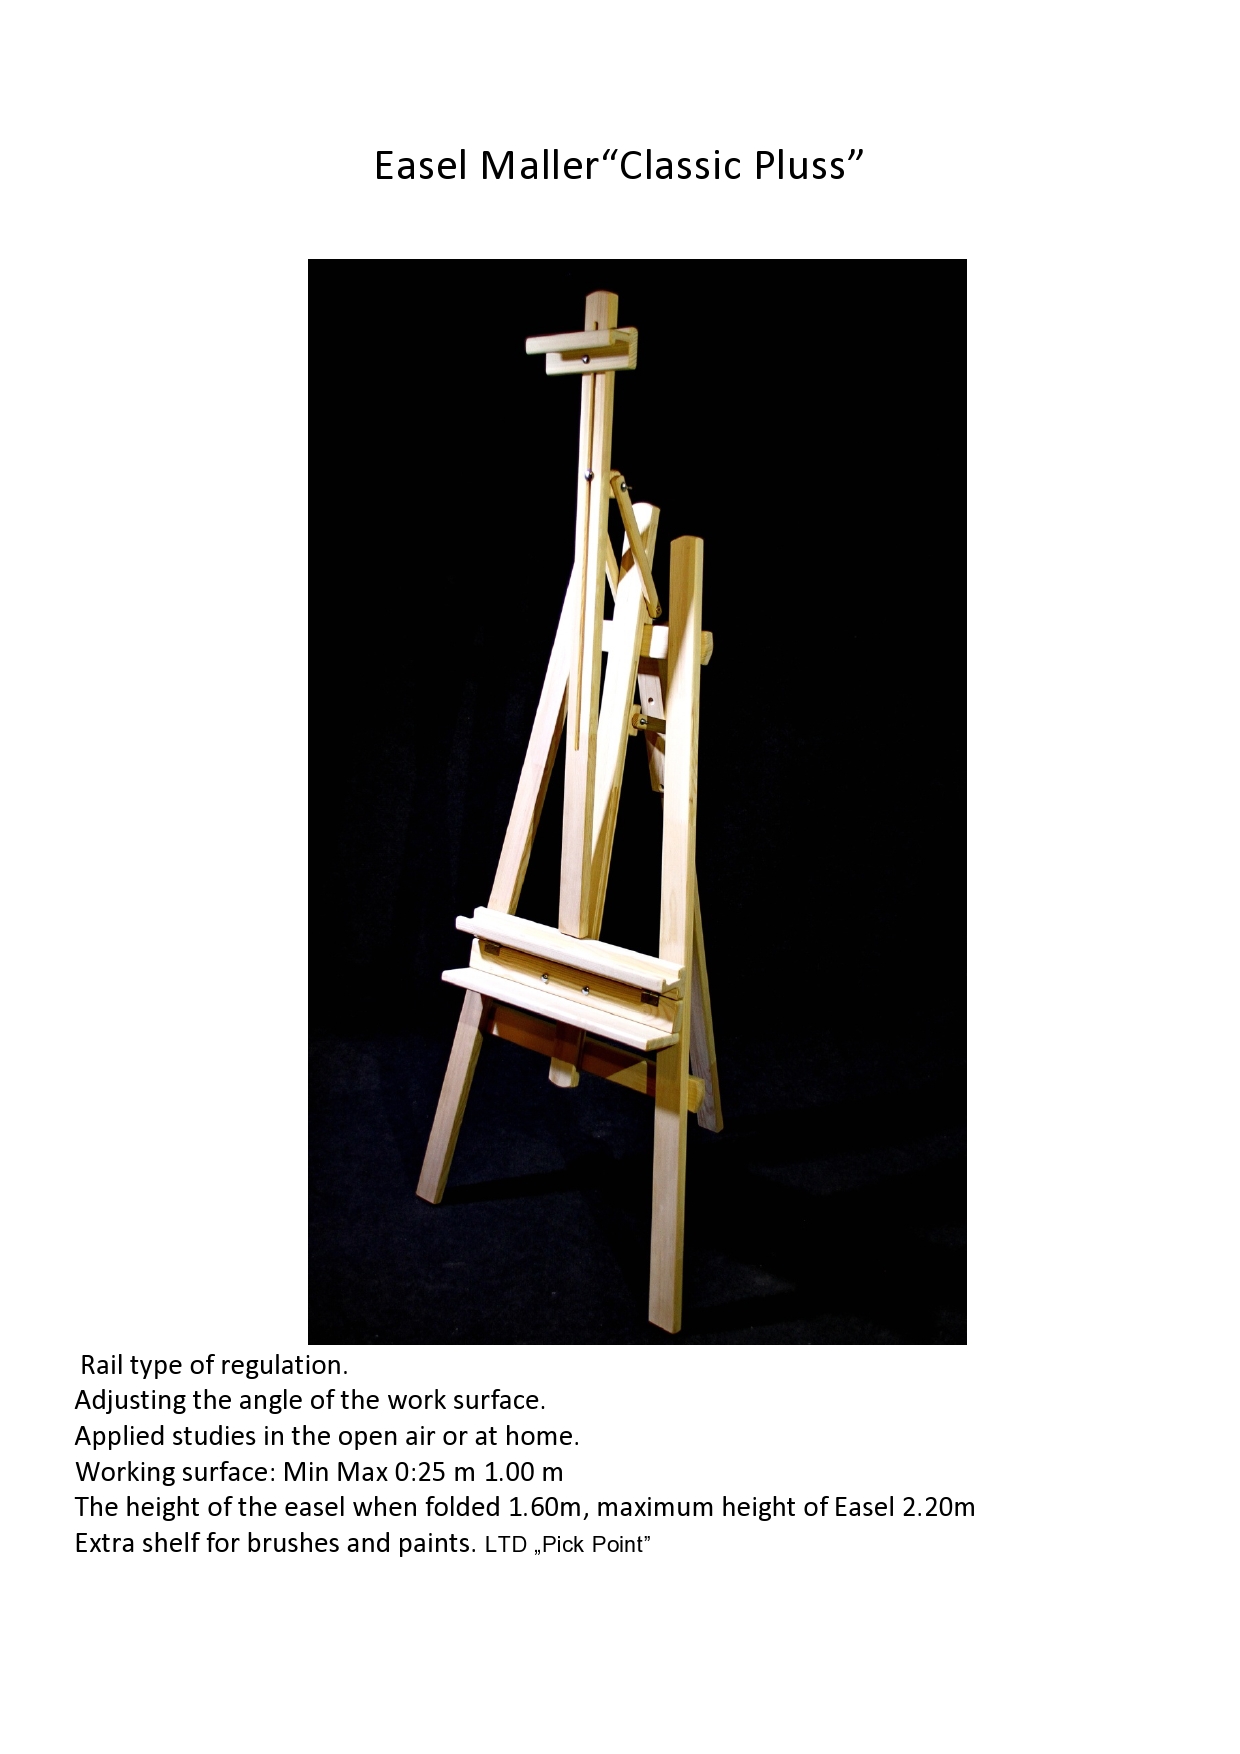 Easel Maller“Classic Pluss”
Rail type of regulation.
Adjusting the angle of the work surface.
Applied studies in the open air or at home.
Working surface: Min Max 0:25 m 1.00 m
The height of the easel when folded 1.60m, maximum height of Easel 2.20m
Extra shelf for brushes and paints. LTD „Pick Point”